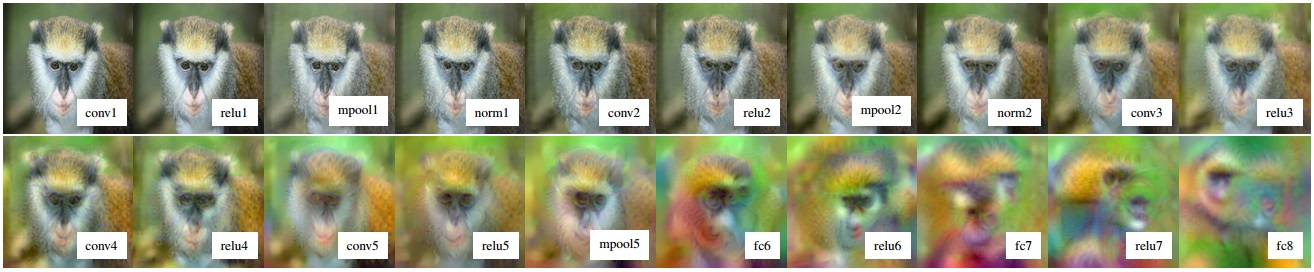 conv1 relu1 mpool1 norm1 conv2 relu2 mpool2 norm2 conv3 relu3
conv4 relu4 conv5 relu5 mpool5 fc6 relu6 fc7 relu7 fc8